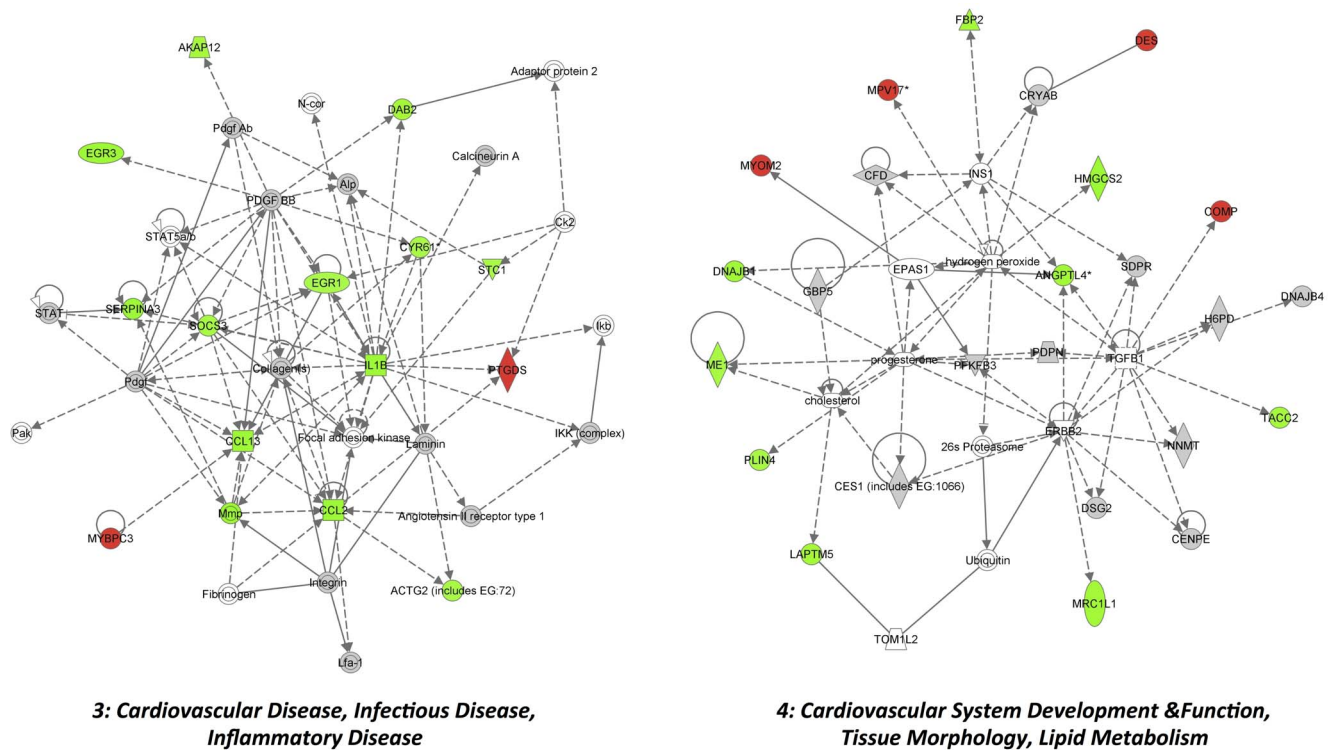 AKAP12
Adaptor protein 2
N-cor
DAB2
Pdgf Ab
EGR3
Calcineurin A
Alp
PDGF BB
STAT5a/b
Ck2
CYR61*
STC1
EGR1
STAT
SERPINA3
SOCS3
Ikb
Collagen(s)
IL1B
PTGDS
Pdgf
Pak
CCL13
Focal adhesion kinase
Laminin
IKK (complex)
Mmp
CCL2
Angiotensin II receptor type 1
MYBPC3
Fibrinogen
Integrin
ACTG2 (includes EG:72)
Lfa-1
3: Cardiovascular Disease, Infectious Disease,
Inflammatory Disease
FBP2
DES
MPV17*
CRYAB
MYOM2
CFD
INS1
HMGCS2
COMP
hydrogen peroxide
DNAJB1
EPAS1
ANGPTL4*
SDPR
GBP5
DNAJB4
H6PD
ME1
progesterone
PFKFB3
PDPN
TGFB1
cholesterol
TACC2
ERBB2
26s Proteasome
NNMT
PLIN4
CES1 (includes EG:1066)
DSG2
CENPE
LAPTM5
Ubiquitin
MRC1L1
TOM1L2
4: Cardiovascular System Development &Function,
Tissue Morphology, Lipid Metabolism